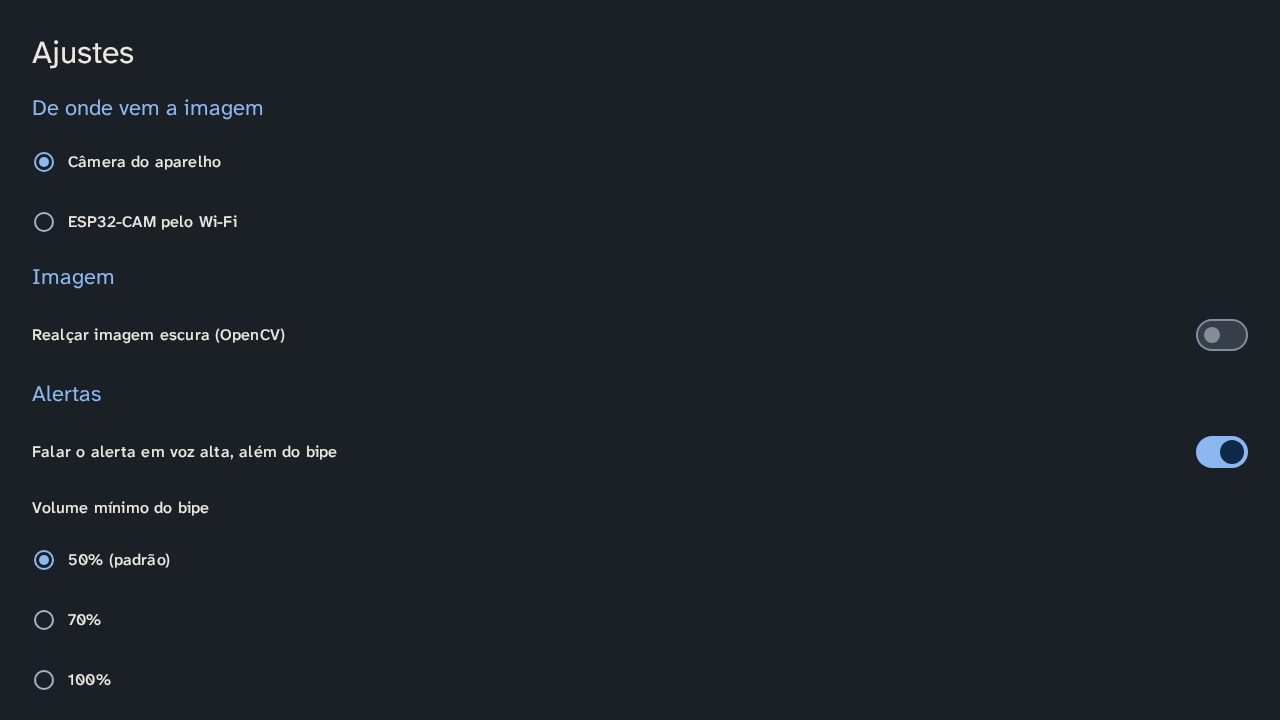 Ajustes
De onde vem a imagem
Câmera do aparelho
ESP32-CAM pelo Wi-Fi
Imagem
Realçar imagem escura (OpenCV)
Alertas
Falar o alerta em voz alta, além do bipe
Volume mínimo do bipe
50% (padrão)
70%
100%